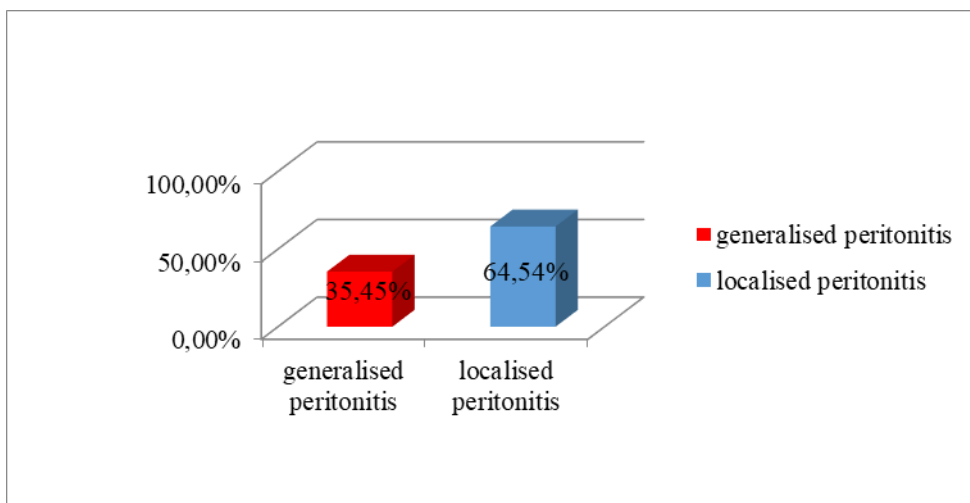 100,00%
50,00%
0,00%
35,45%
64,54%
generalised
peritonitis
localised
peritonitis
generalised peritonitis
localised peritonitis